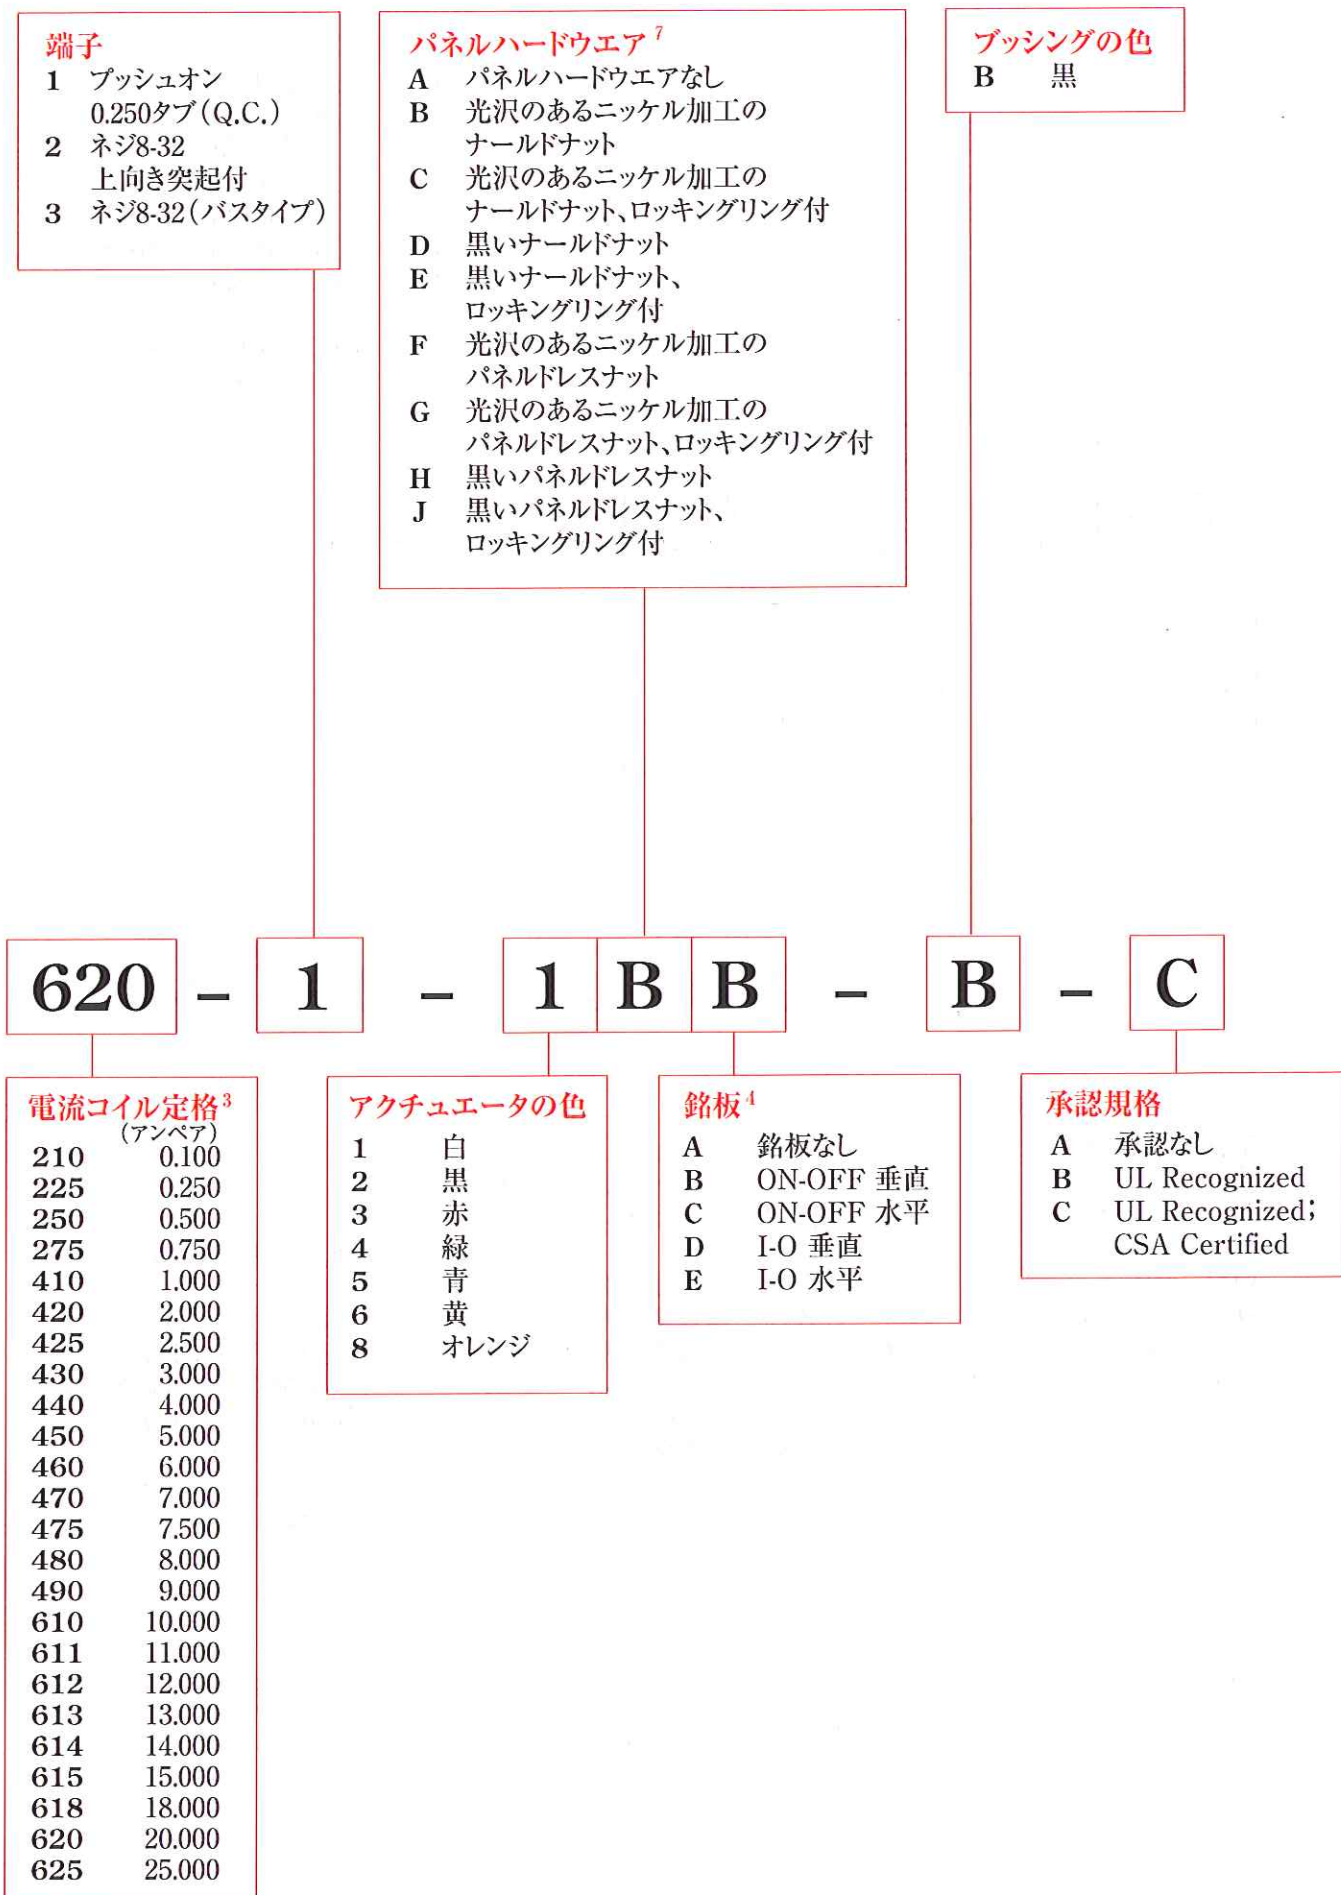 端子
1 プッシュオン
0.250タブ(Q.C.)
2 ネジ8-32
上向き突起付
3 ネジ8-32(バスタイプ)
パネルハードウエア 7
A パネルハードウエアなし
B 光沢のあるニッケル加工の
ナールドナット
C 光沢のあるニッケル加工の
ナールドナット、ロッキングリング付
D 黒いナールドナット
E 黒いナールドナット、
ロッキングリング付
F 光沢のあるニッケル加工の
パネルドレスナット
G 光沢のあるニッケル加工の
パネルドレスナット、ロッキングリング付
H 黒いパネルドレスナット
J 黒いパネルドレスナット、
ロッキングリング付
ブッシングの色
B 黒
620 – 1 – 1 B B – B – C
電流コイル定格3
(アンペア)
210 0.100
225 0.250
250 0.500
275 0.750
410 1.000
420 2.000
425 2.500
430 3.000
440 4.000
450 5.000
460 6.000
470 7.000
475 7.500
480 8.000
490 9.000
610 10.000
611 11.000
612 12.000
613 13.000
614 14.000
615 15.000
618 18.000
620 20.000
625 25.000
アクチュエータの色
1 白
2 黒
3 赤
4 緑
5 青
6 黄
8 オレンジ
銘板4
A 銘板なし
B ON-OFF 垂直
C ON-OFF 水平
D I-O 垂直
E I-O 水平
承認規格
A 承認なし
B UL Recognized
C UL Recognized;
CSA Certified